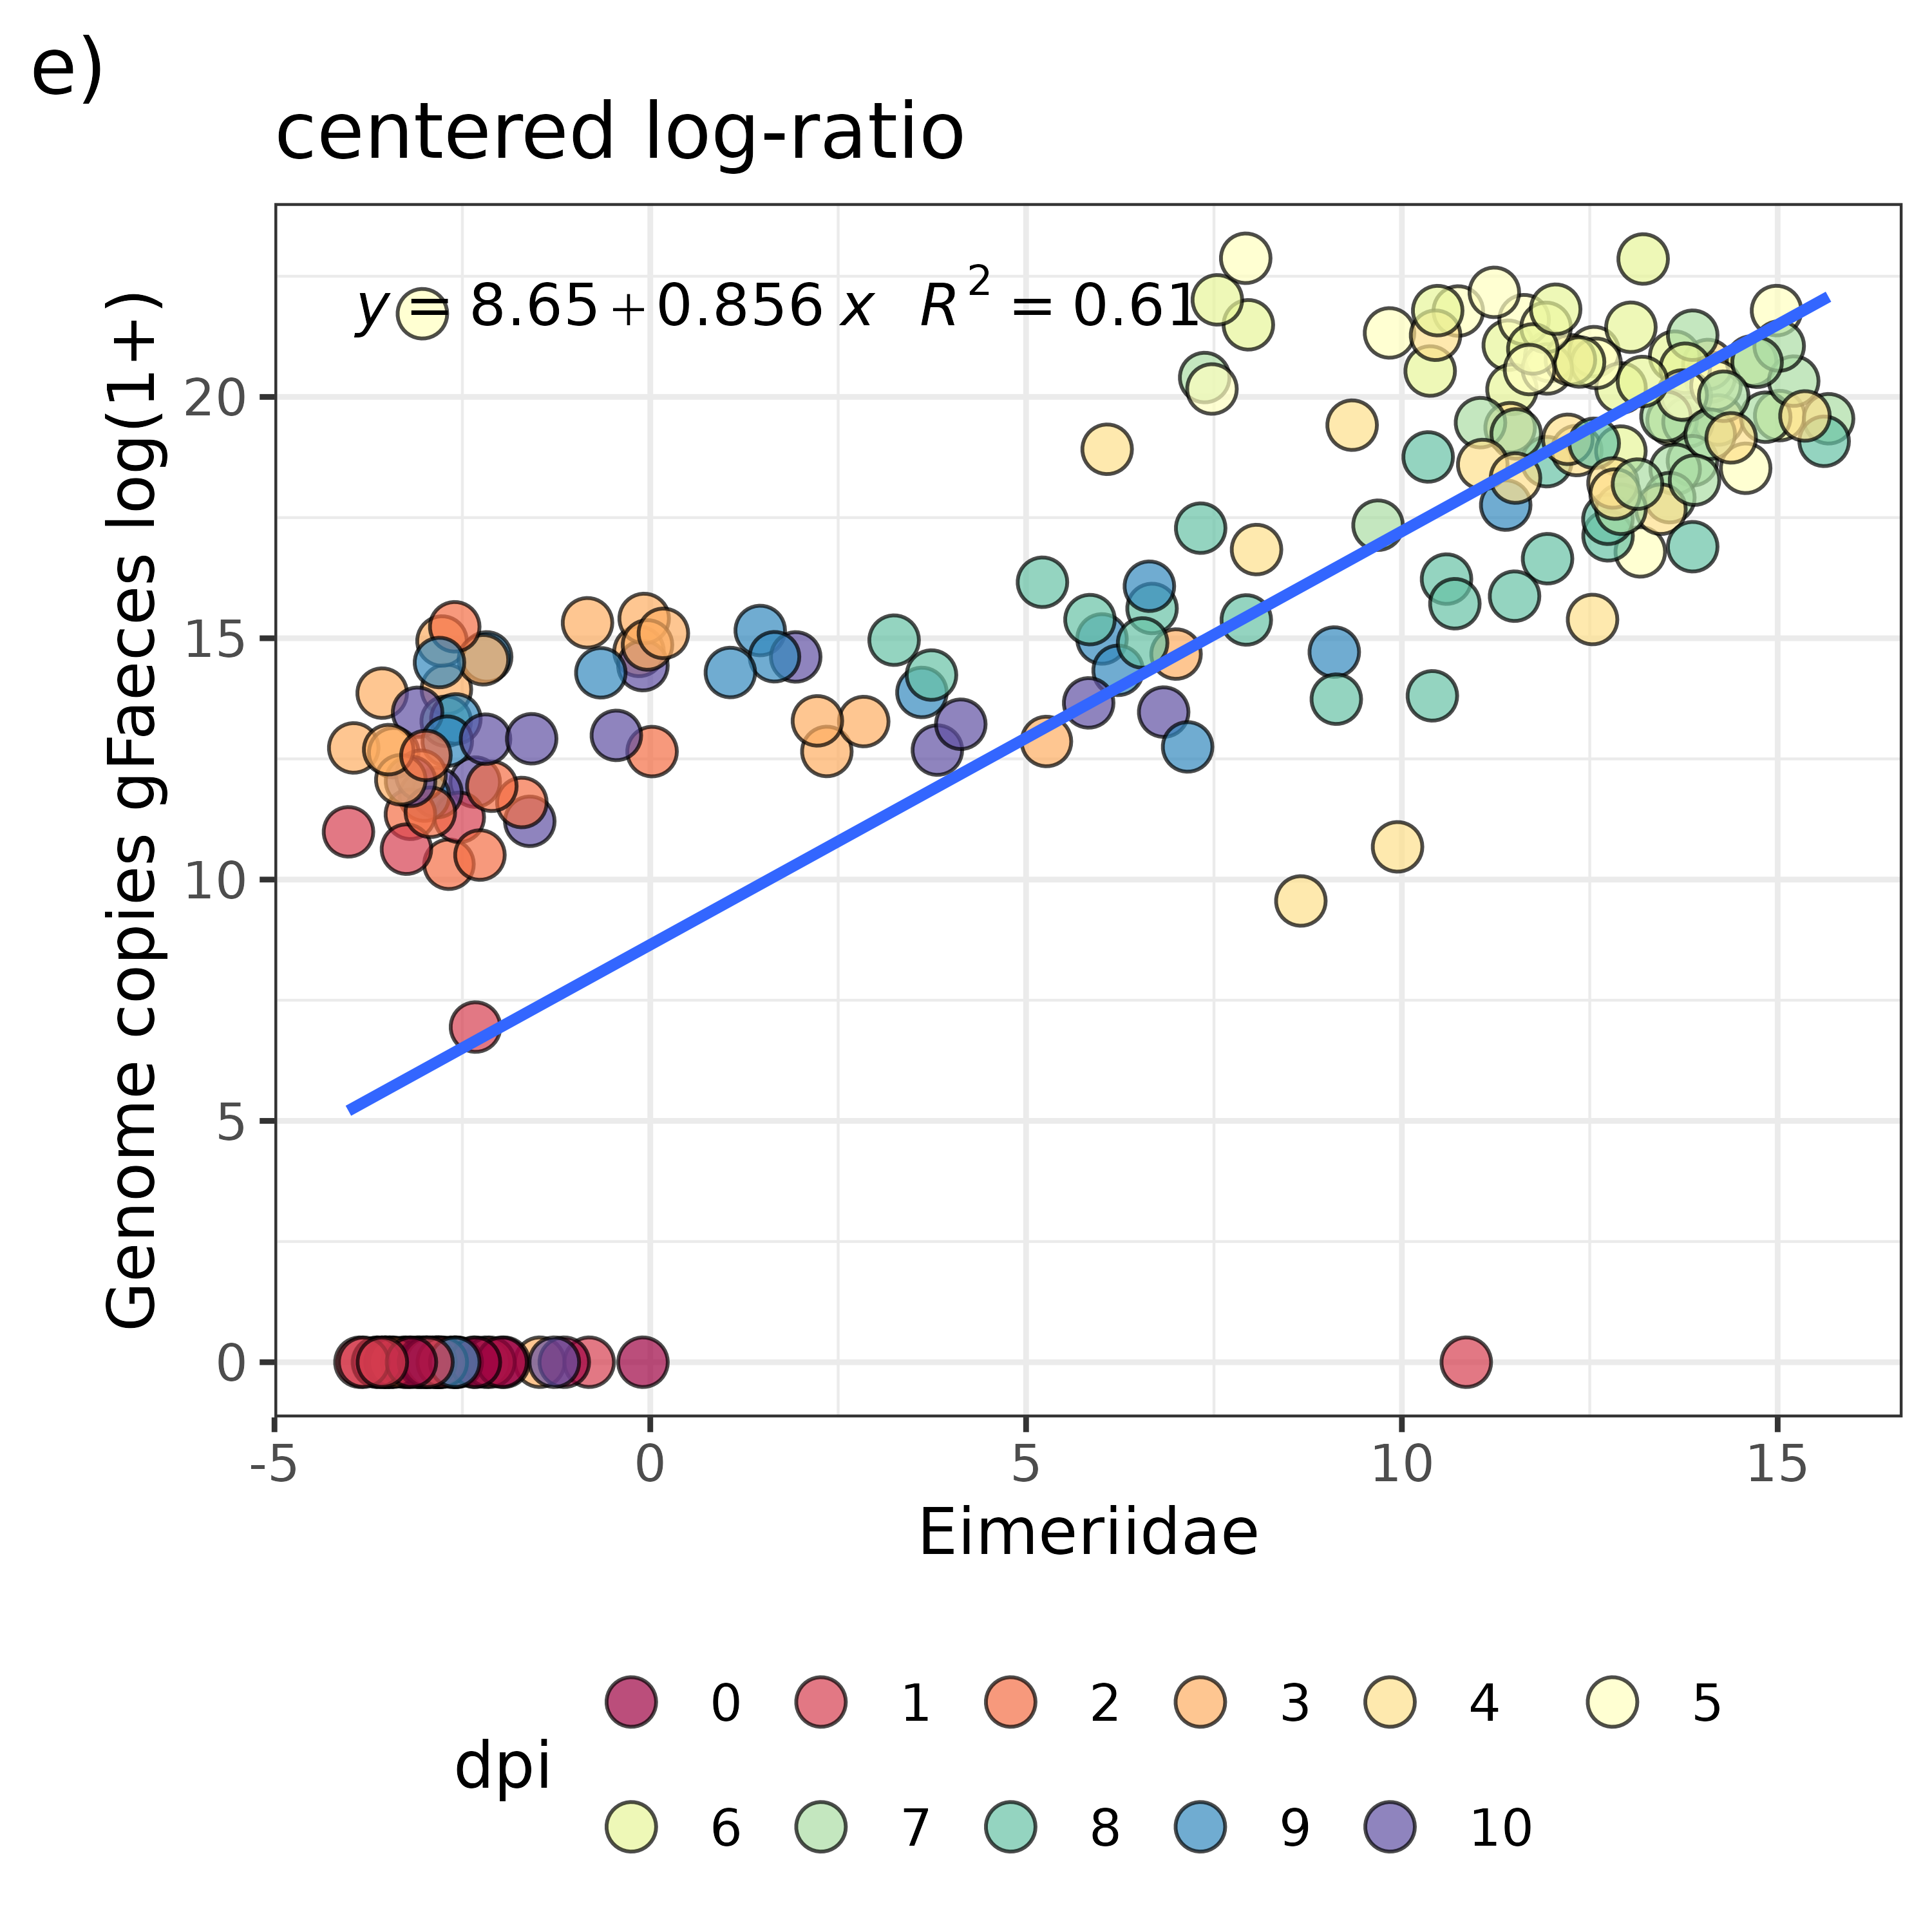 e)
centered log-ratio
y = 8.65+0.856 x R² = 0.61
Genome copies gFaeces log(1+)
20
15
10
5
0
-5 0 5 10 15
Eimeriidae
dpi
0 1 2 3 4 5
6 7 8 9 10